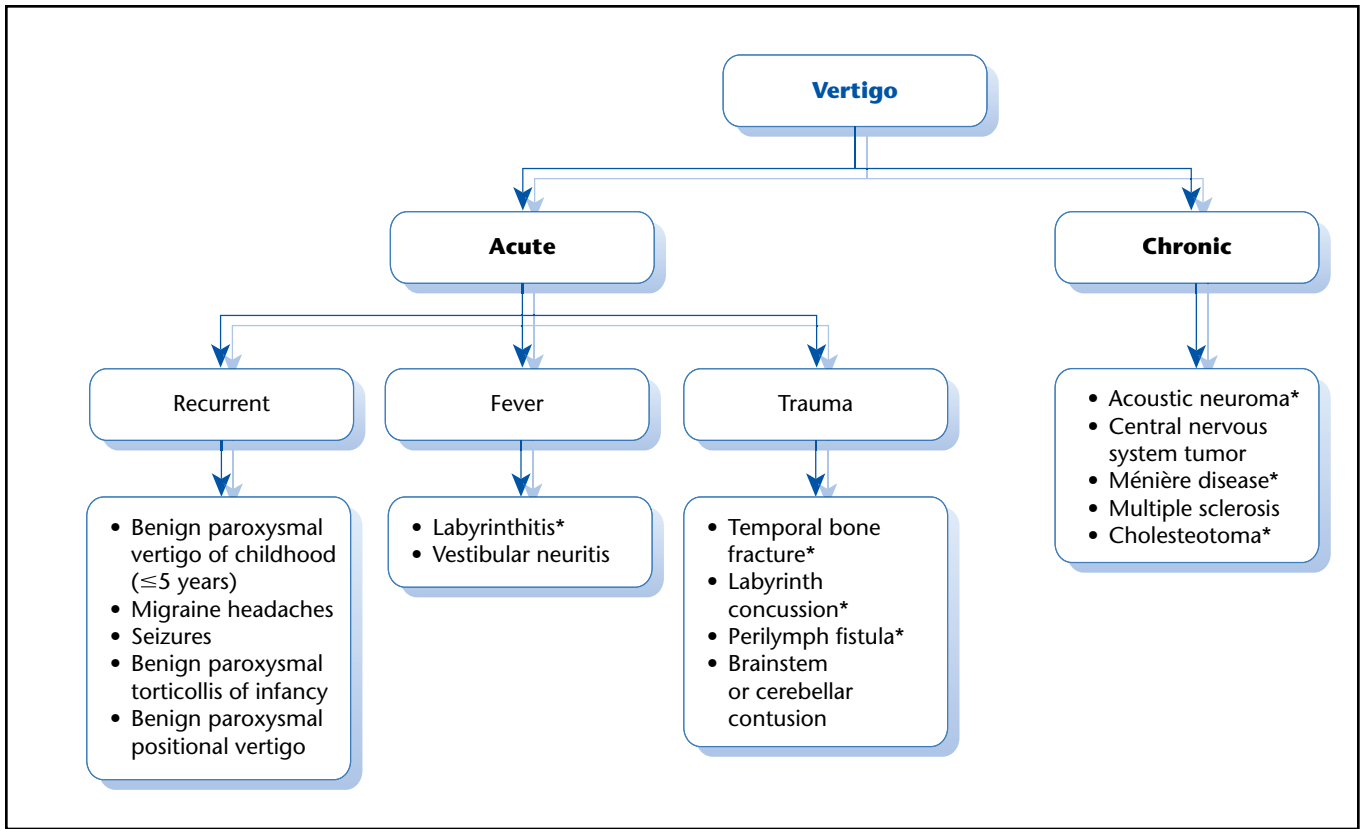 Vertigo
Acute
Chronic
Recurrent
Fever
Trauma
• Benign paroxysmal
vertigo of childhood
(≤5 years)
• Migraine headaches
• Seizures
• Benign paroxysmal
torticollis of infancy
• Benign paroxysmal
positional vertigo
• Labyrinthitis*
• Vestibular neuritis
• Temporal bone
fracture*
• Labyrinth
concussion*
• Perilymph fistula*
• Brainstem
or cerebellar
contusion
• Acoustic neuroma*
• Central nervous
system tumor
• Ménière disease*
• Multiple sclerosis
• Cholesteotoma*